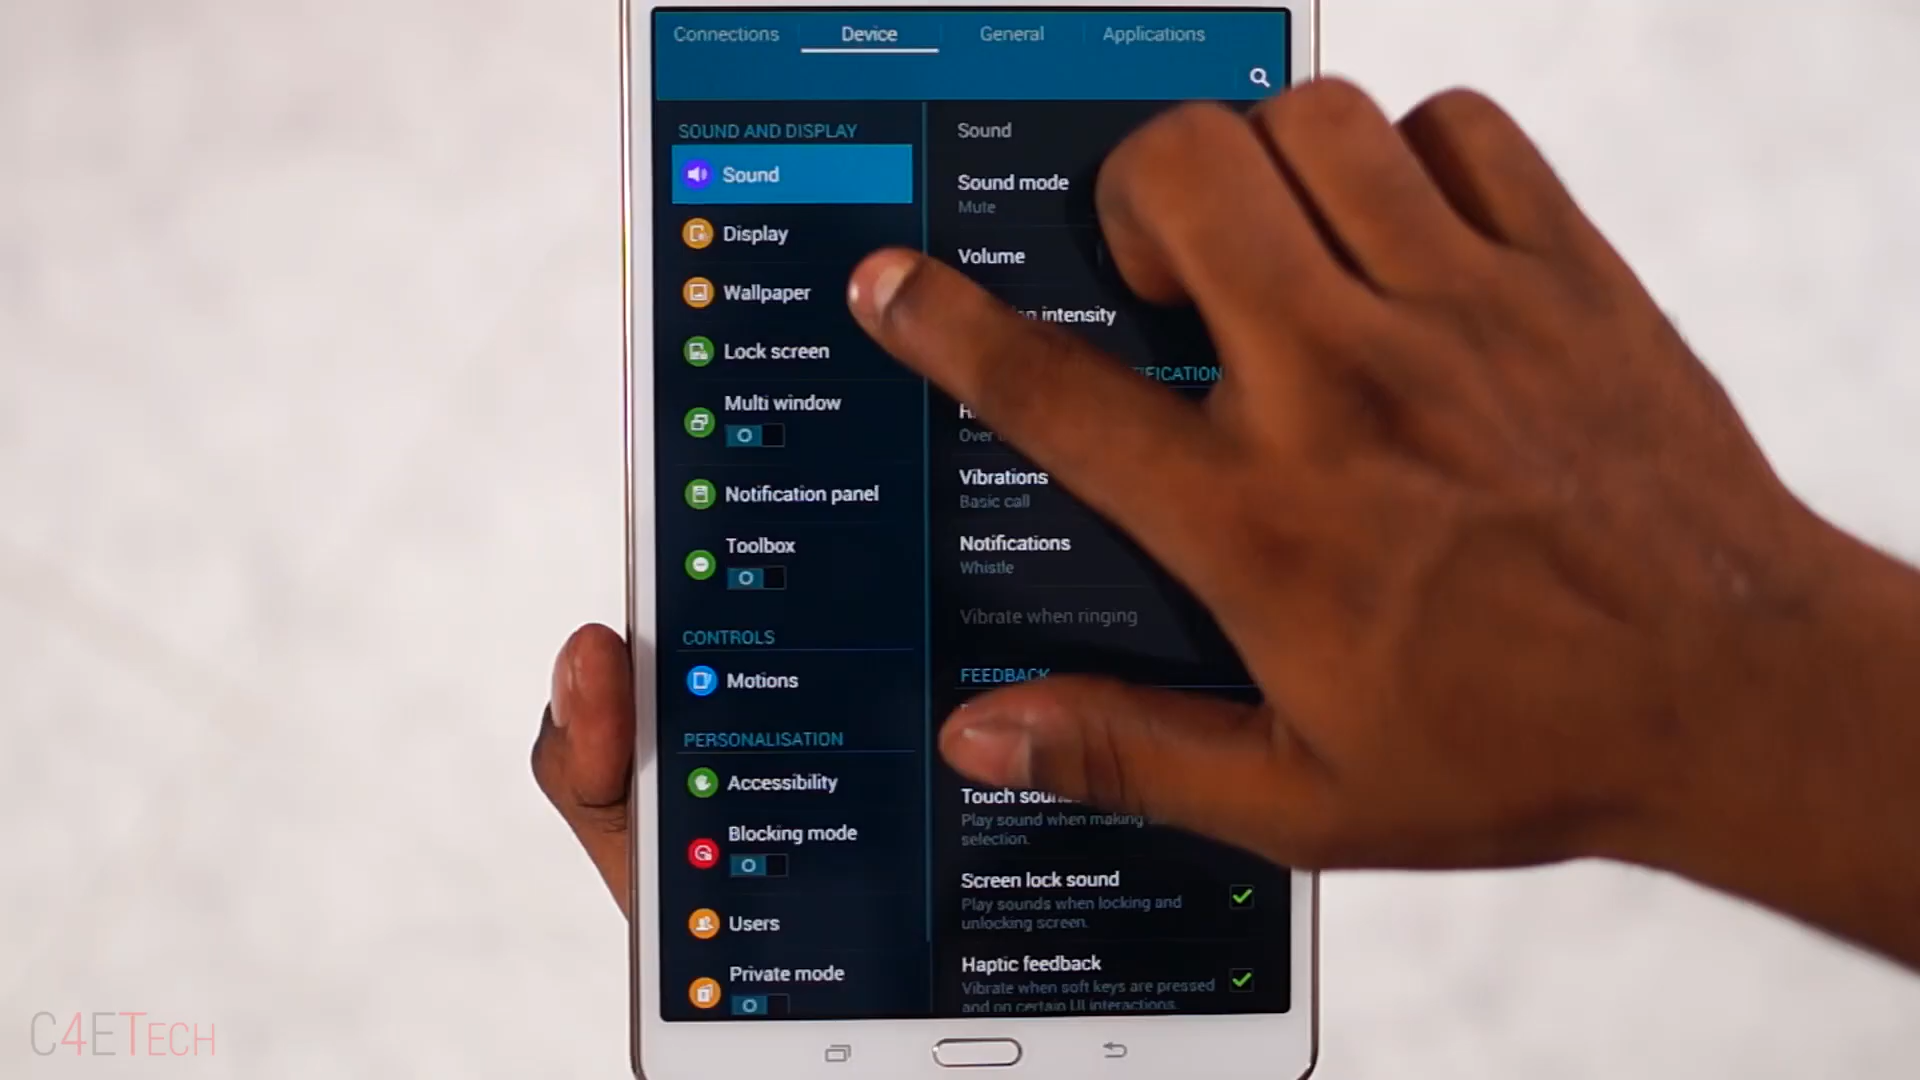 Connections Device General Applications
SOUND AND DISPLAY
Sound
Display
Wallpaper
Lock screen
Multi window
Notification panel
Toolbox
CONTROLS
Motions
PERSONALISATION
Accessibility
Blocking mode
Users
Private mode
Sound
Sound mode
Mute
Volume
intensity
Over
Vibrations
Basic call
Notifications
Whistle
Vibrate when ringing
FEEDBACK
Touch
Play sound when making
selection.
Screen lock sound
Play sounds when locking and
unlocking screen.
Haptic feedback
Vibrate when soft keys are pressed
and on certain UI interactions.
C4ETECH